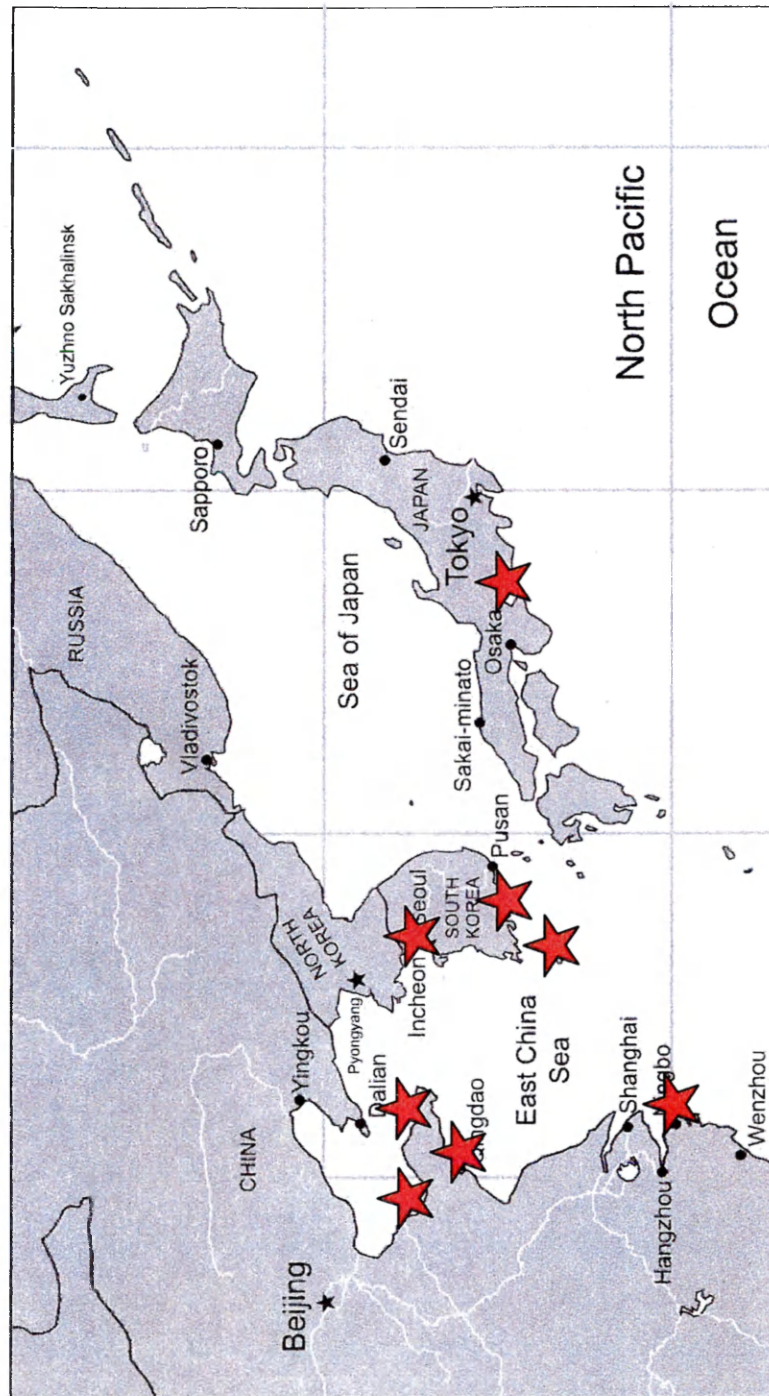 Yuzhno Sakhalinsk
RUSSIA
Sapporo
Vladivostok
CHINA
Yingkou
NORTH
KOREA
Sea of Japan
Sendai
JAPAN
Beijing
Pyongyang
Dalian
Incheon
Seoul
SOUTH
KOREA
Pusan
Sakai-minato
Osaka
Tokyo
East China
Sea
Shanghai
Hangzhou
Wenzhou
North Pacific
Ocean